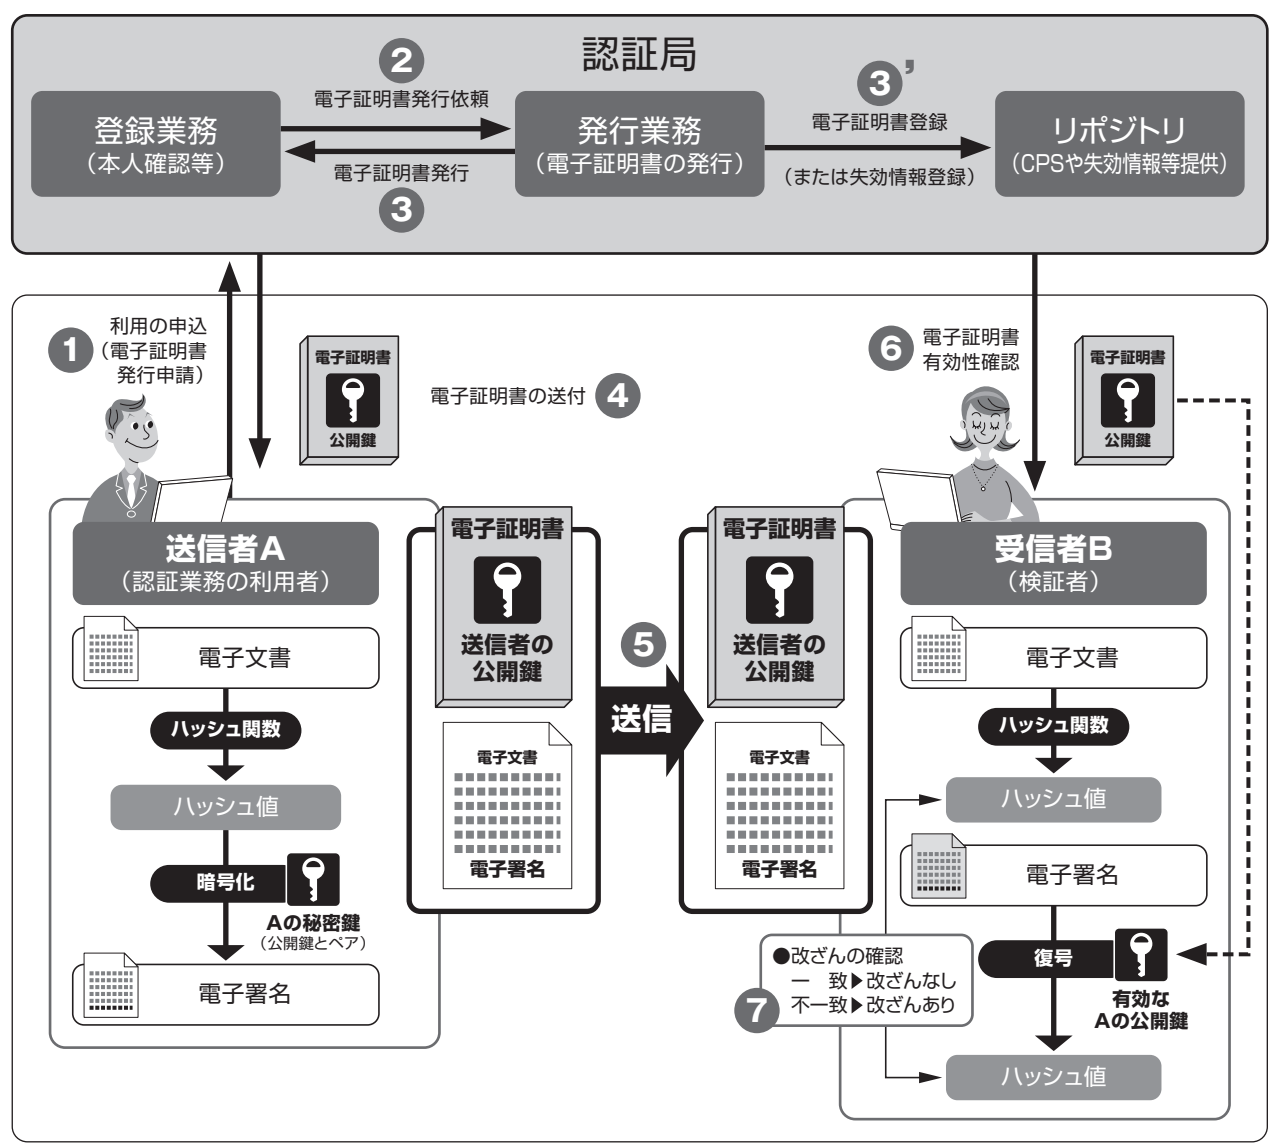 認証局
2
電子証明書発行依頼
3’
電子証明書登録
登録業務
(本人確認等)
発行業務
(電子証明書の発行)
リポジトリ
(CPSや失効情報等提供)
電子証明書発行
3
(または失効情報登録)
1
利用の申込
(電子証明書
発行申請)
電子証明書
公開鍵
電子証明書の送付 4
6
電子証明書
有効性確認
電子証明書
公開鍵
送信者A
(認証業務の利用者)
電子文書
ハッシュ関数
ハッシュ値
暗号化
Aの秘密鍵
(公開鍵とペア)
電子署名
電子証明書
送信者の
公開鍵
電子文書
電子署名
5
送信
電子証明書
送信者の
公開鍵
電子文書
電子署名
受信者B
(検証者)
電子文書
ハッシュ関数
ハッシュ値
電子署名
復号
有効な
Aの公開鍵
ハッシュ値
7
●改ざんの確認
一 致▶改ざんなし
不一致▶改ざんあり